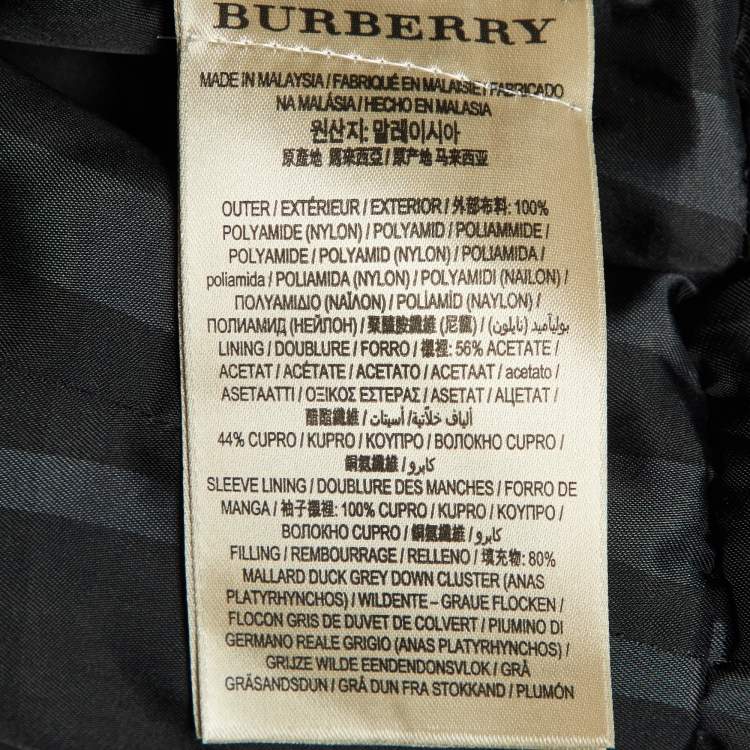 BURBERRY
MADE IN MALAYSIA / FABRIQUÉ EN MALAISIE / FABRICADO
NA MALÁSIA / HECHO EN MALASIA
원산지: 말레이시아
原產地 馬來西亞 / 原产地 马来西亚
OUTER / EXTÉRIEUR / EXTERIOR / 外部布料: 100%
POLYAMIDE (NYLON) / POLYAMID / POLIAMMIDE /
POLYAMIDE / POLYAMID (NYLON) / POLIAMIDA /
poliamida / POLIAMIDA (NYLON) / POLYAMIDI (NAILON) /
ΠΟΛΥΑΜΙΔΙΟ (ΝΑΪΛΟΝ) / POLİAMİD (NAYLON) /
ПОЛИАМИД (НЕЙЛОН) / 聚醯胺纖維 (尼龍) / بولياميد (نايلون) /
LINING / DOUBLURE / FORRO / 襯裡: 56% ACETATE /
ACETAT / ACÉTATE / ACETATO / ACETAAT / acetato /
ASETAATTI / ΟΞΙΚΟΣ ΕΣΤΕΡΑΣ / ASETAT / АЦЕТАТ /
醋酯纖維 / ألياف خلاتية / أسيتات /
44% CUPRO / KUPRO / ΚΟΥΠΡΟ / ВОЛОКНО CUPRO /
銅氨纖維 / كابرو
SLEEVE LINING / DOUBLURE DES MANCHES / FORRO DE
MANGA / 袖子襯裡: 100% CUPRO / KUPRO / ΚΟΥΠΡΟ /
ВОЛОКНО CUPRO / 銅氨纖維 / كابرو
FILLING / REMBOURRAGE / RELLENO / 填充物: 80%
MALLARD DUCK GREY DOWN CLUSTER (ANAS
PLATYRHYNCHOS) / WILDENTE – GRAUE FLOCKEN /
FLOCON GRIS DE DUVET DE COLVERT / PIUMINO DI
GERMANO REALE GRIGIO (ANAS PLATYRHYNCHOS) /
GRIJZE WILDE EENDENDONSVLOK / GRÅ
GRÄSANDSDUN / GRÅ DUN FRA STOKKAND / PLUMÓN